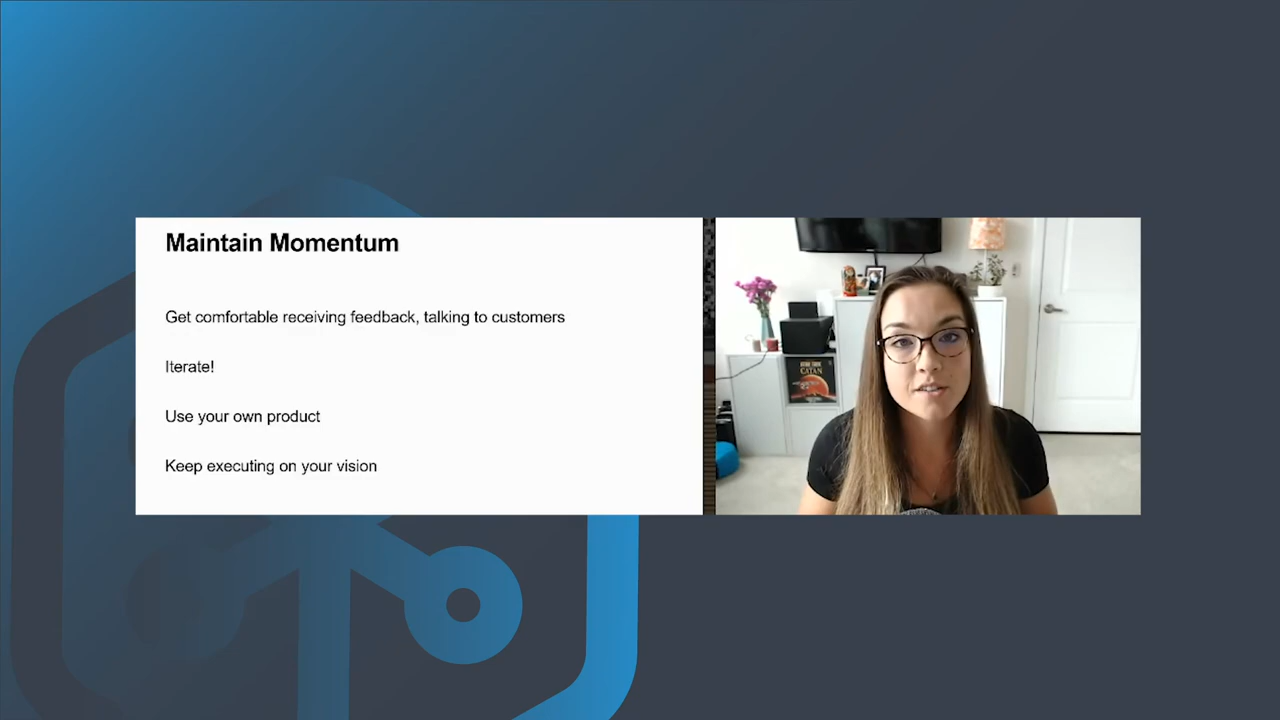 Maintain Momentum
Get comfortable receiving feedback, talking to customers
Iterate!
Use your own product
Keep executing on your vision
CATAN